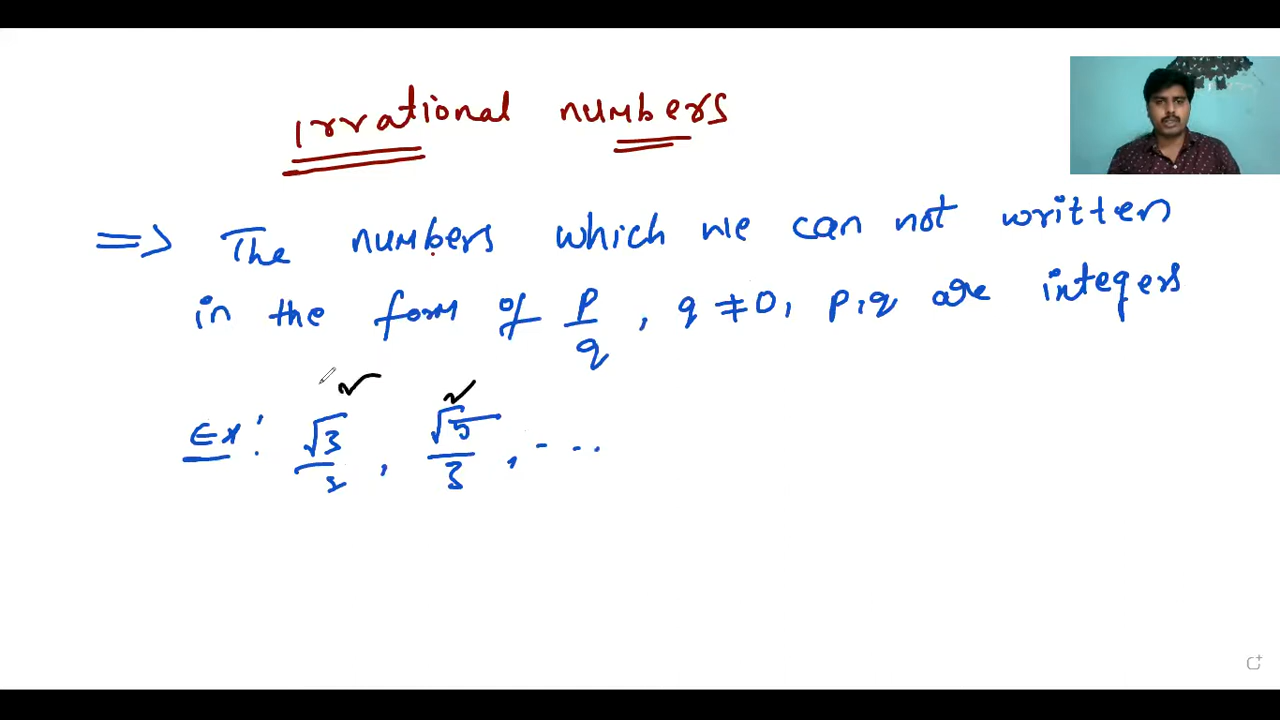 irrational numbers
=> The numbers which we can not written
in the form of p/q, q ≠ 0, p,q are integers
Ex: √3/2, √5/3, - ...